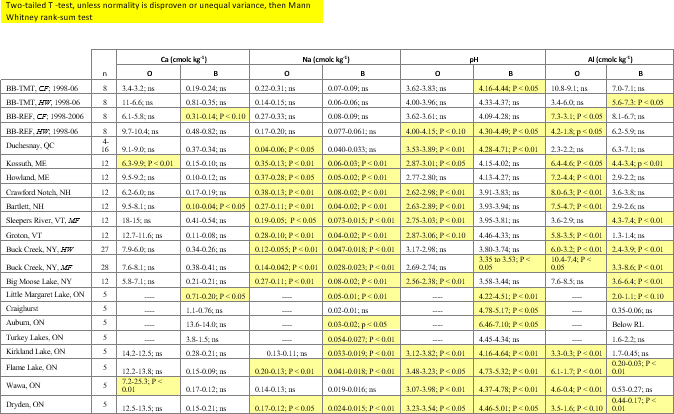 Two-tailed T -test, unless normality is disproven or unequal variance, then Mann
Whitney rank-sum test
Ca (cmolc kg-1) Na (cmolc kg-1) pH Al (cmolc kg-1)
n O B O B O B O B
BB-TMT, CF, 1998-06 8 3.4-3.2; ns 0.19-0.24; ns 0.22-0.31; ns 0.07-0.09; ns 3.62-3.83; ns 4.16-4.44; P < 0.05 10.8-9.1; ns 7.0-7.1; ns
BB-TMT, HW, 1998-06 8 11-6.6; ns 0.81-0.35; ns 0.14-0.15; ns 0.06-0.06; ns 4.00-3.96; ns 4.33-4.37; ns 3.4-6.0; ns 5.6-7.3; P < 0.05
BB-REF, CF, 1998-2006 8 6.1-5.8; ns 0.31-0.14; P < 0.10 0.27-0.33; ns 0.08-0.09; ns 3.62-3.61; ns 4.09-4.28; ns 7.3-3.1; P < 0.05 8.1-6.7; ns
BB-REF, HW, 1998-06 8 9.7-10.4; ns 0.48-0.82; ns 0.17-0.20; ns 0.077-0.061; ns 4.00-4.15; P < 0.10 4.30-4.49; P < 0.05 4.2-1.8; p < 0.05 6.2-5.9; ns
Duchesnay, QC 4-
16 9.1-9.0; ns 0.37-0.34; ns 0.04-0.06; P < 0.05 0.040-0.033; ns 3.53-3.89; P < 0.01 4.28-4.71; P < 0.01 2.3-2.2; ns 6.3-7.1; ns
Kossuth, ME 12 6.3-9.9; P < 0.01 0.15-0.10; ns 0.35-0.13; P < 0.01 0.06-0.03; P < 0.01 2.87-3.01; P < 0.05 4.15-4.02; ns 6.4-4.6; P < 0.05 4.4-3.4; p < 0.01
Howland, ME 12 9.5-9.2; ns 0.10-0.12; ns 0.37-0.28; P < 0.05 0.05-0.02; P < 0.01 2.77-2.80; ns 4.13-4.27; ns 7.2-4.4; P < 0.01 2.9-2.2; ns
Crawford Notch, NH 12 6.2-6.0; ns 0.17-0.19; ns 0.38-0.13; P < 0.01 0.08-0.02; P < 0.01 2.62-2.98; P < 0.01 3.91-3.83; ns 8.0-6.3; P < 0.01 3.6-3.8; ns
Bartlett, NH 12 9.5-8.1; ns 0.10-0.04; P < 0.05 0.27-0.11; P < 0.01 0.04-0.02; P < 0.01 2.63-2.89; P < 0.01 3.93-3.94; ns 7.5-4.7; P < 0.01 2.9-2.6; ns
Sleepers River, VT, MF 12 18-15; ns 0.41-0.54; ns 0.19-0.05; P < 0.05 0.073-0.015; P < 0.01 2.75-3.03; P < 0.01 3.95-3.81; ns 3.6-2.9; ns 4.3-7.4; P < 0.01
Groton, VT 12 12.7-11.6; ns 0.11-0.08; ns 0.28-0.10; P < 0.01 0.04-0.02; P < 0.01 2.87-3.06; P < 0.10 4.46-4.33; ns 5.8-3.5; P < 0.01 1.3-1.4; ns
Buck Creek, NY, HW 27 7.9-6.0; ns 0.34-0.26; ns 0.12-0.055; P < 0.01 0.047-0.018; P < 0.01 3.17-2.98; ns 3.80-3.74; ns 6.0-3.2; P < 0.01 2.4-3.9; P < 0.01
Buck Creek, NY, MF 28 7.6-8.1; ns 0.38-0.41; ns 0.14-0.042; P < 0.01 0.028-0.023; P < 0.01 2.69-2.74; ns 3.35 to 3.53; P <
0.05 10.4-7.4; P <
0.05 3.3-8.6; P < 0.01
Big Moose Lake, NY 12 5.8-7.1; ns 0.21-0.21; ns 0.27-0.11; P < 0.01 0.08-0.02; P < 0.01 2.56-2.38; P < 0.01 3.58-3.44; ns 7.6-8.5; ns 3.6-6.4; P < 0.01
Little Margaret Lake, ON 5 ---- 0.71-0.20; P < 0.05 ---- 0.05-0.01; P < 0.01 ---- 4.22-4.51; P < 0.01 ---- 2.0-1.1; P < 0.10
Craighurst 5 ---- 1.1-0.76; ns ---- 0.02-0.01; ns ---- 4.78-5.17; P < 0.05 ---- 0.35-0.06; ns
Auburn, ON 5 ---- 13.6-14.0; ns ---- 0.03-0.02; p < 0.05 ---- 6.46-7.10; P < 0.05 ---- Below RL
Turkey Lakes, ON 5 ---- 3.8-1.5; ns ---- 0.054-0.027; P < 0.01 ---- 4.45-4.34; ns ---- 1.6-2.2; ns
Kirkland Lake, ON 5 14.2-12.5; ns 0.28-0.21; ns 0.13-0.11; ns 0.033-0.019; P < 0.01 3.12-3.82; P < 0.01 4.16-4.64; P < 0.01 3.3-0.3; P < 0.01 1.7-0.45; ns
Flame Lake, ON 5 12.2-13.8; ns 0.15-0.09; ns 0.20-0.13; P < 0.01 0.041-0.018; P < 0.01 3.48-3.23; P < 0.05 4.73-5.32; P < 0.01 6.1-1.7; P < 0.01 0.20-0.03; P <
0.01
Wawa, ON 5 7.2-25.3; P <
0.01 0.17-0.12; ns 0.14-0.13; ns 0.019-0.016; ns 3.07-3.98; P < 0.01 4.37-4.78; P < 0.01 4.6-0.4; P < 0.01 0.53-0.27; ns
Dryden, ON 5 12.5-13.5; ns 0.15-0.21; ns 0.17-0.12; P < 0.05 0.024-0.015; P < 0.01 3.23-3.54; P < 0.05 4.46-5.01; P < 0.05 3.5-1.6; P < 0.10 0.44-0.17; P <
0.01